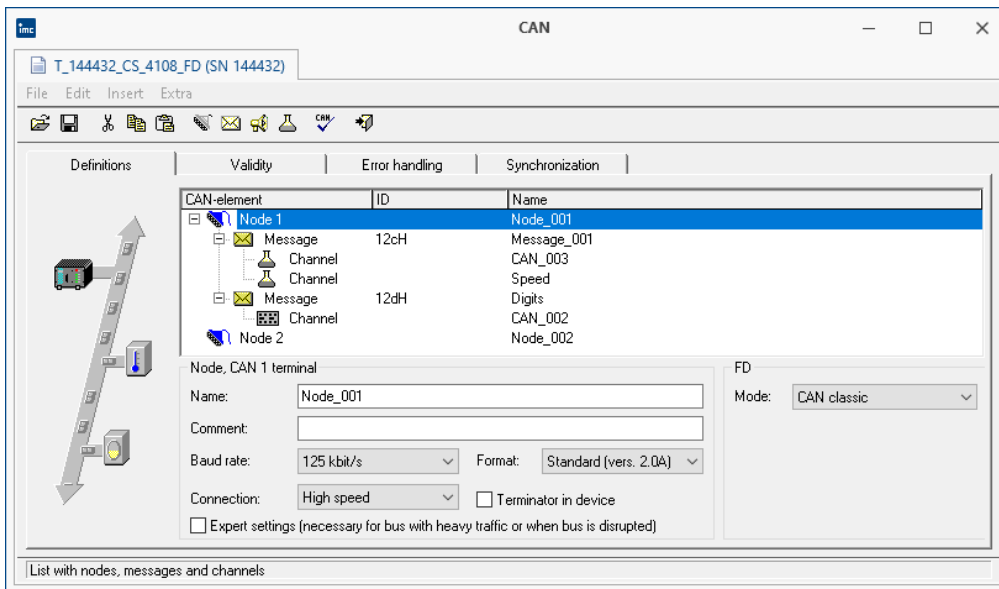 imc
CAN
T_144432_CS_4108_FD (SN 144432)
File Edit Insert Extra
CAN
Definitions Validity Error handling Synchronization
CAN-element ID Name
Node 1 Node_001
Message 12cH Message_001
Channel CAN_003
Channel Speed
Message 12dH Digits
Channel CAN_002
Node 2 Node_002
Node, CAN 1 terminal
Name: Node_001
Comment:
Baud rate: 125 kbit/s Format: Standard (vers. 2.0A)
Connection: High speed Terminator in device
Expert settings (necessary for bus with heavy traffic or when bus is disrupted)
FD
Mode: CAN classic
List with nodes, messages and channels